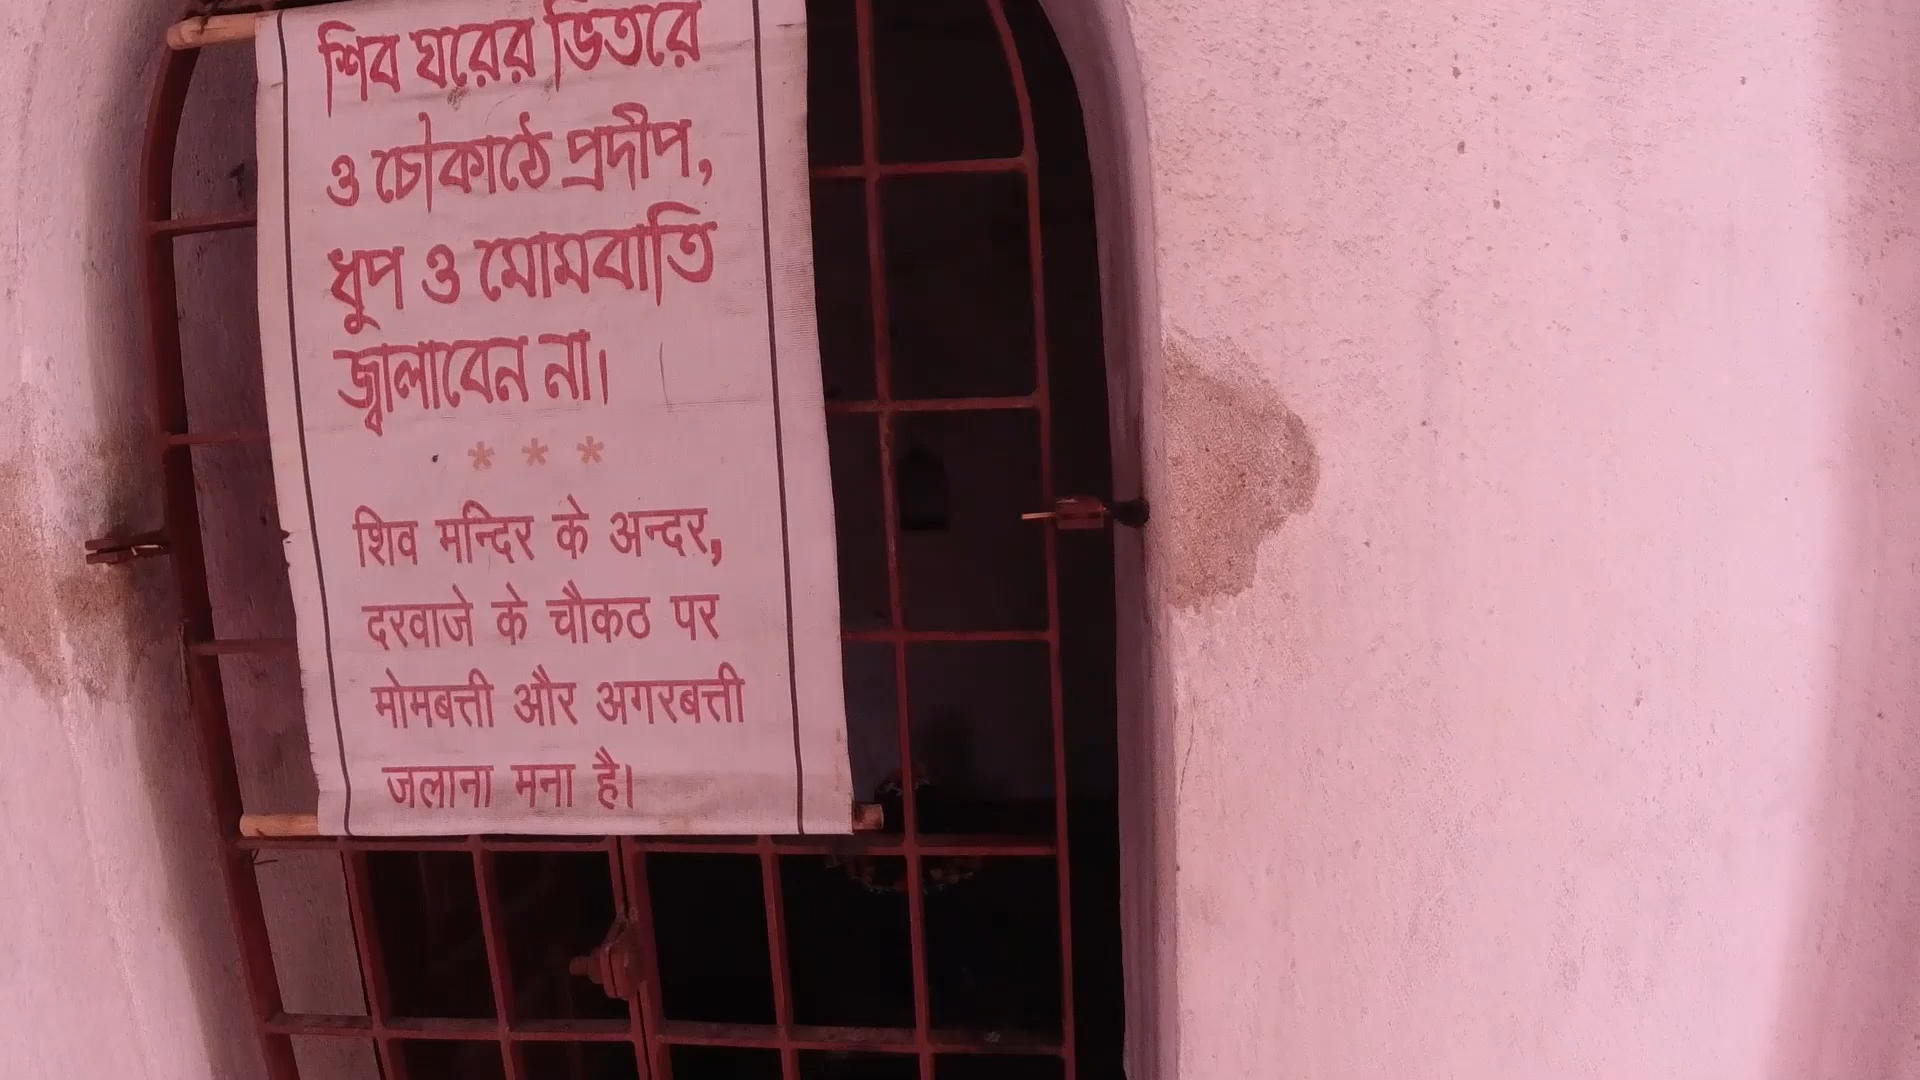 শিব ঘরের ভিতরে
ও চৌকাঠে প্রদীপ,
ধুপ ও মোমবাতি
জ্বালাবেন না।
* * *
शिव मन्दिर के अन्दर,
दरवाजे के चौकठ पर
मोमबत्ती और अगरबत्ती
जलाना मना है।